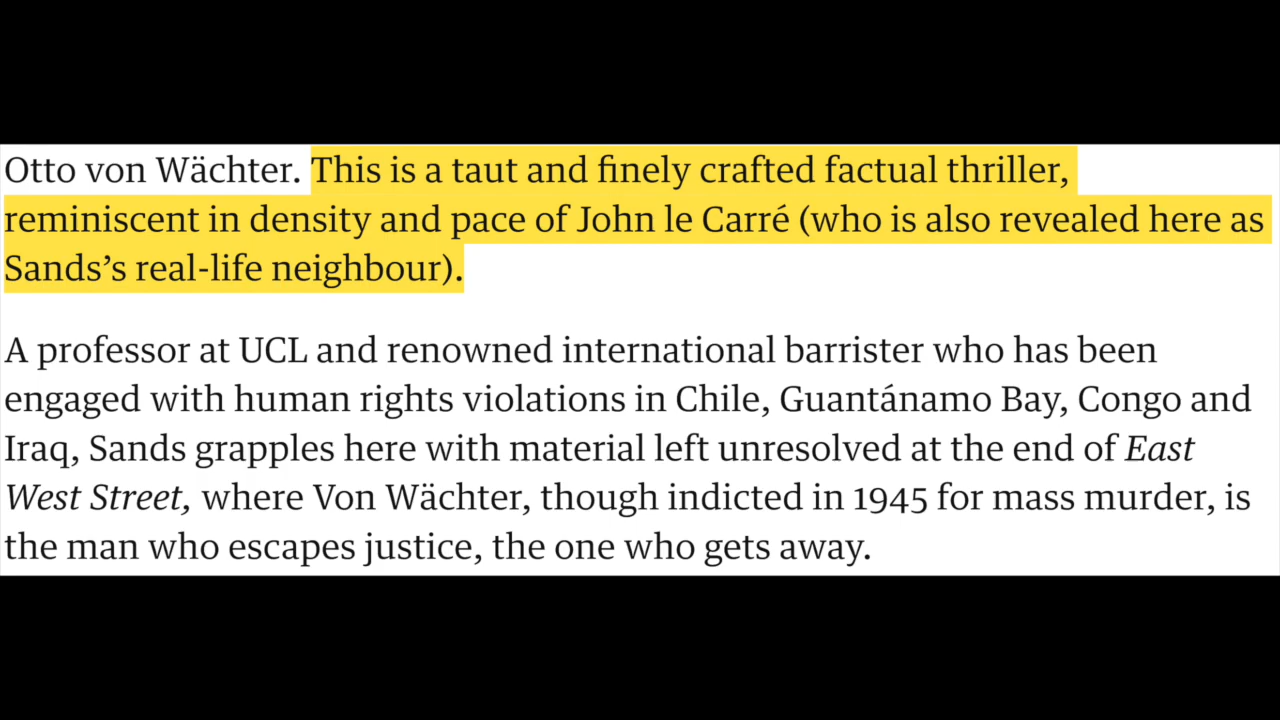 Otto von Wächter. This is a taut and finely crafted factual thriller,
reminiscent in density and pace of John le Carré (who is also revealed here as
Sands’s real-life neighbour).
A professor at UCL and renowned international barrister who has been
engaged with human rights violations in Chile, Guantánamo Bay, Congo and
Iraq, Sands grapples here with material left unresolved at the end of East
West Street, where Von Wächter, though indicted in 1945 for mass murder, is
the man who escapes justice, the one who gets away.